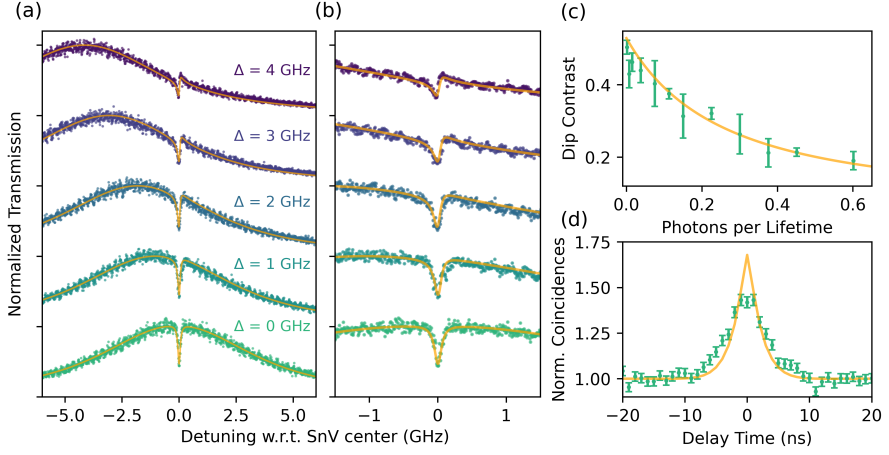 (a)
(b)
(c)
(d)
Normalized Transmission
Δ = 4 GHz
Δ = 3 GHz
Δ = 2 GHz
Δ = 1 GHz
Δ = 0 GHz
−5.0 −2.5 0.0 2.5 5.0
−1 0 1
Detuning w.r.t. SnV center (GHz)
Dip Contrast
0.4
0.2
0.0 0.2 0.4 0.6
Photons per Lifetime
Norm. Coincidences
1.75
1.50
1.25
1.00
−20 −10 0 10 20
Delay Time (ns)